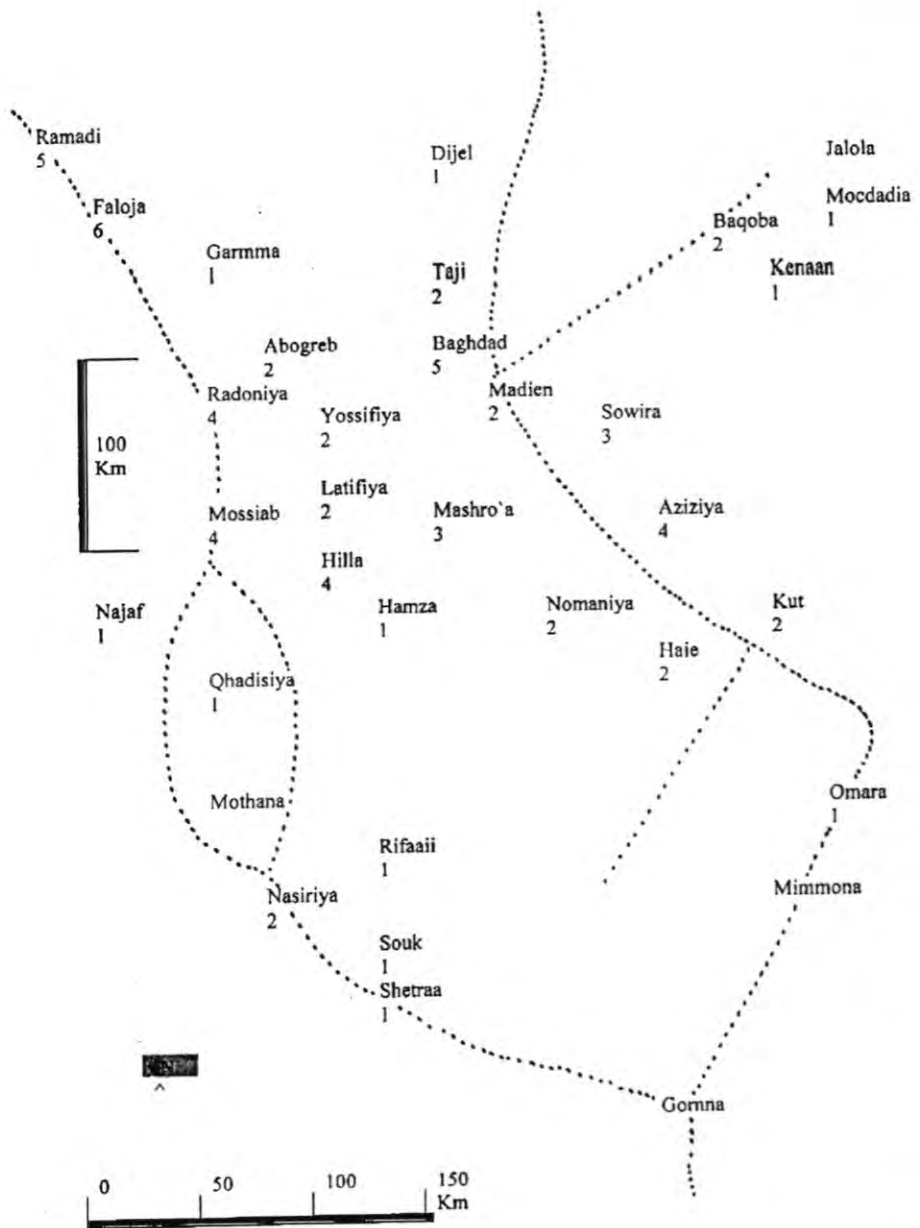 Ramadi
5
Dijel
1
Jalola
Faloja
6
Mocdadia
1
Baqoba
2
Garmma
1
Taji
2
Kenaan
1
Abogreb
2
Baghdad
5
Radoniya
4
Madien
2
Yossifiya
2
Sowira
3
100
Km
Latifiya
2
Mossiab
4
Mashro`a
3
Aziziya
4
Hilla
4
Najaf
1
Hamza
1
Nomaniya
2
Kut
2
Haie
2
Qhadisiya
1
Mothana
Omara
1
Rifaaii
1
Nasiriya
2
Mimmona
Souk
1
Shetraa
1
^
Gomna
0 50 100 150
Km